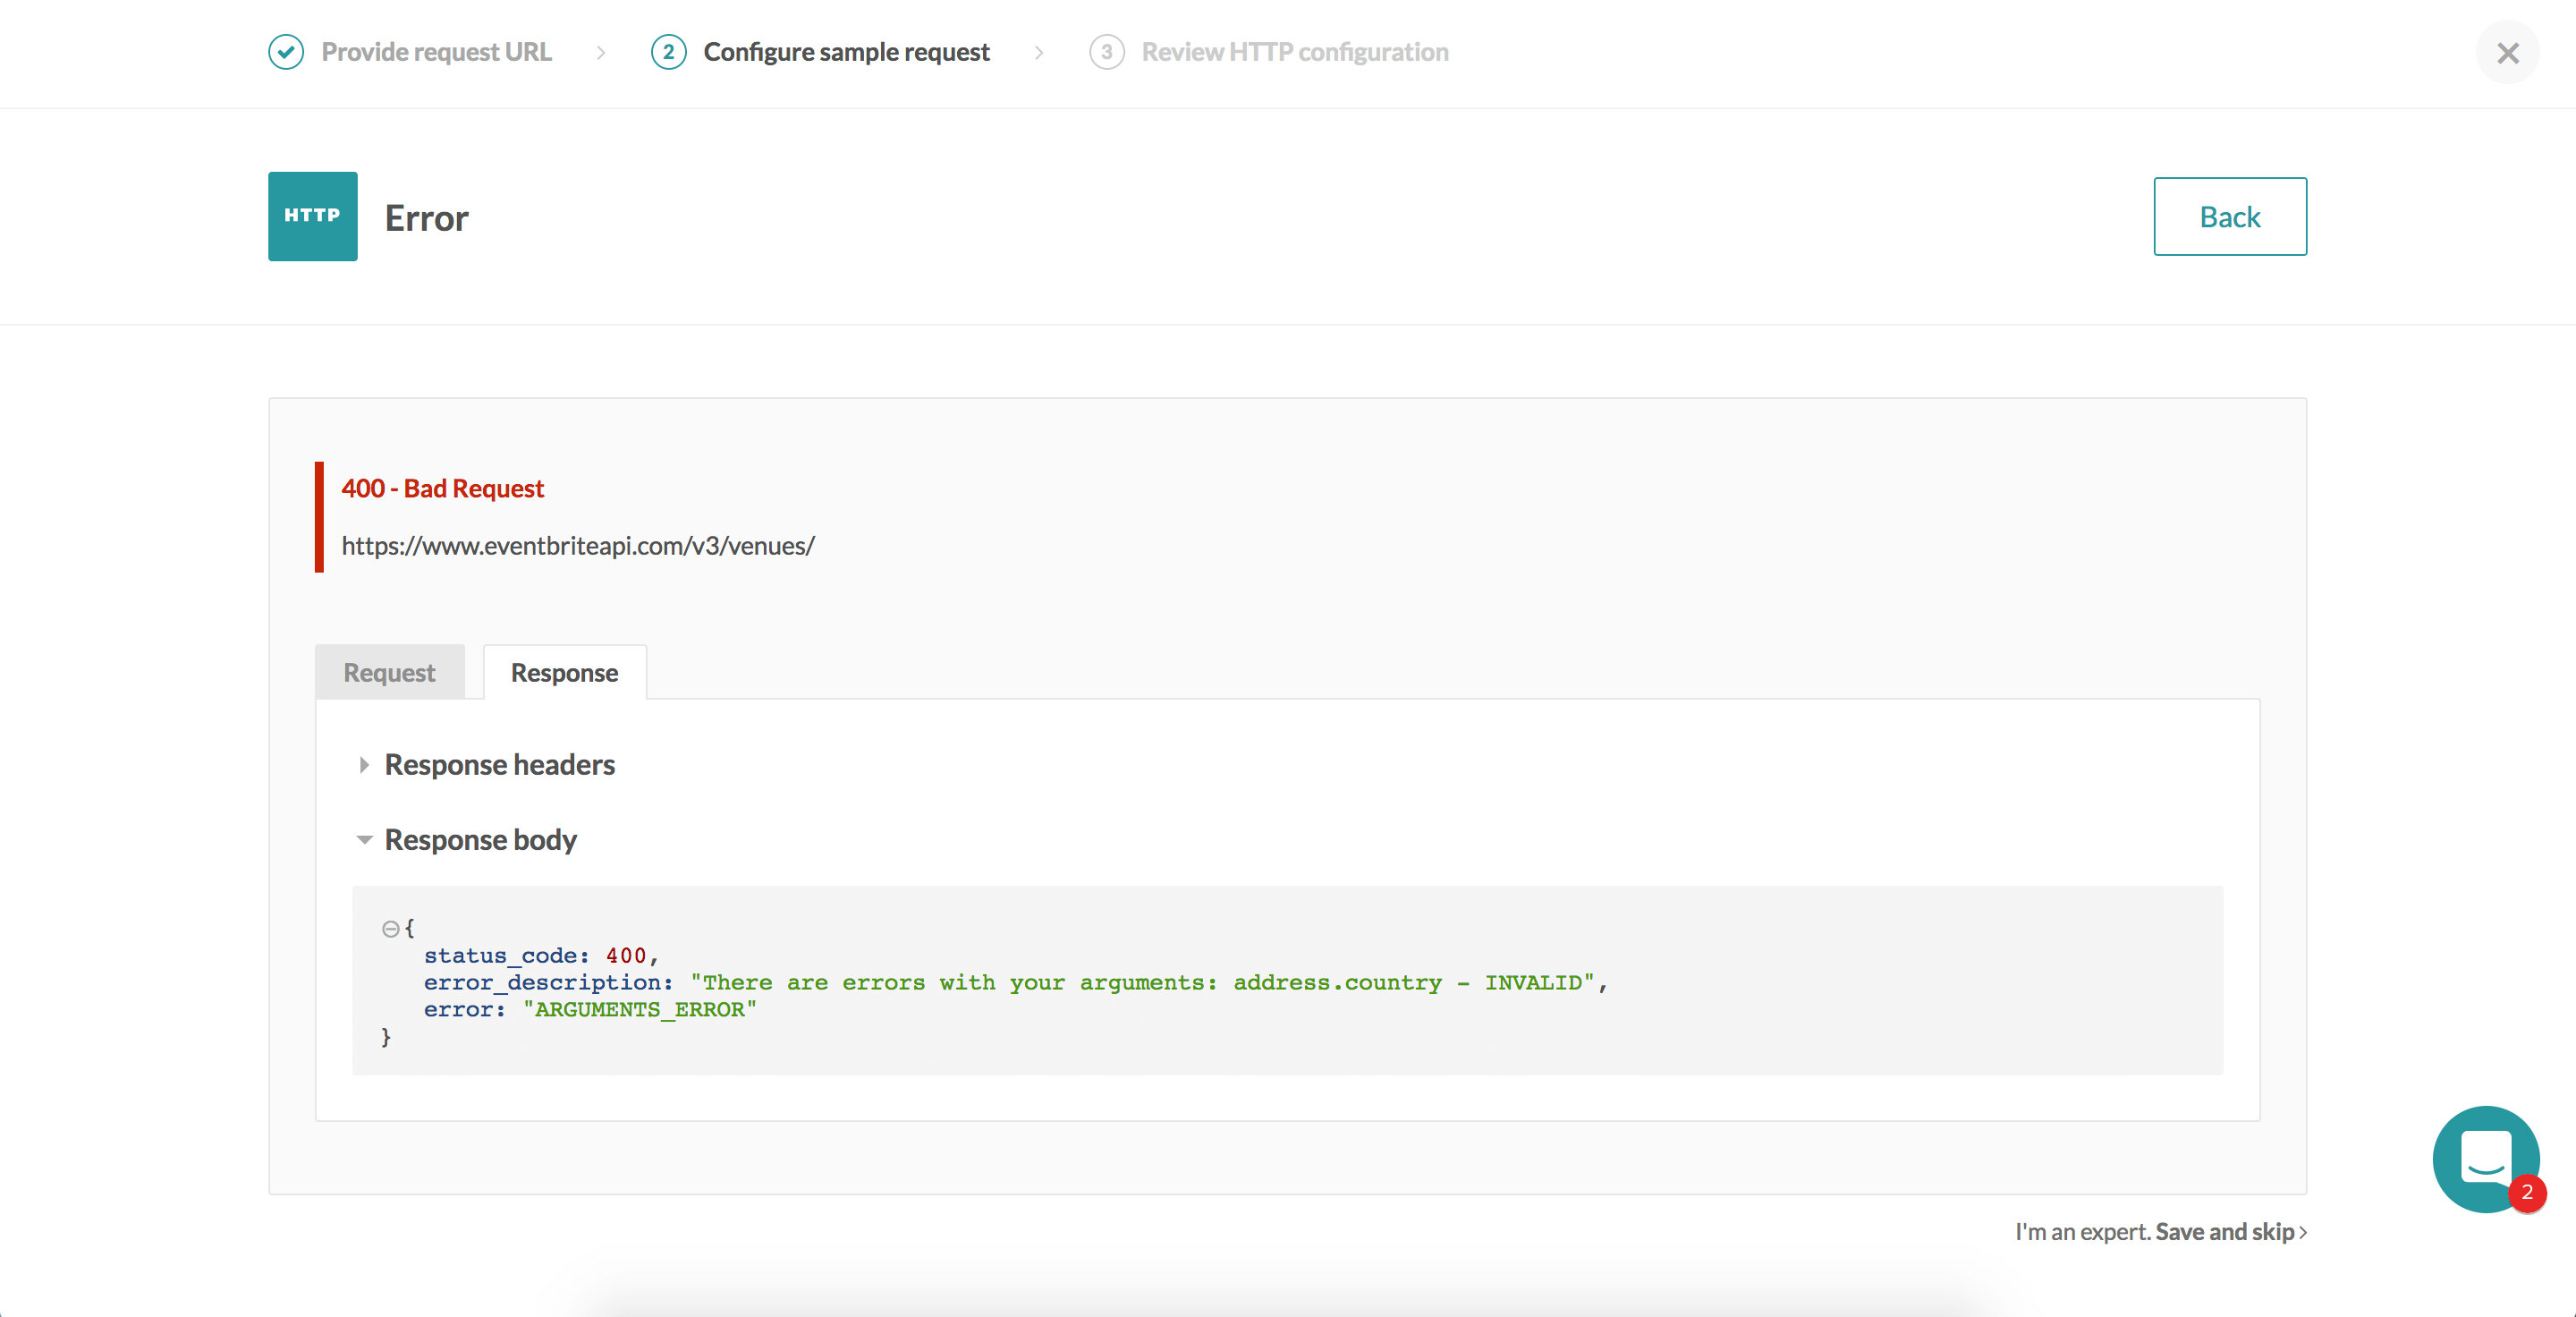 Provide request URL
2 Configure sample request
3 Review HTTP configuration
HTTP
Error
Back
400 - Bad Request
https://www.eventbriteapi.com/v3/venues/
Request
Response
Response headers
Response body
{
status_code: 400,
error_description: "There are errors with your arguments: address.country - INVALID",
error: "ARGUMENTS_ERROR"
}
2
I'm an expert. Save and skip